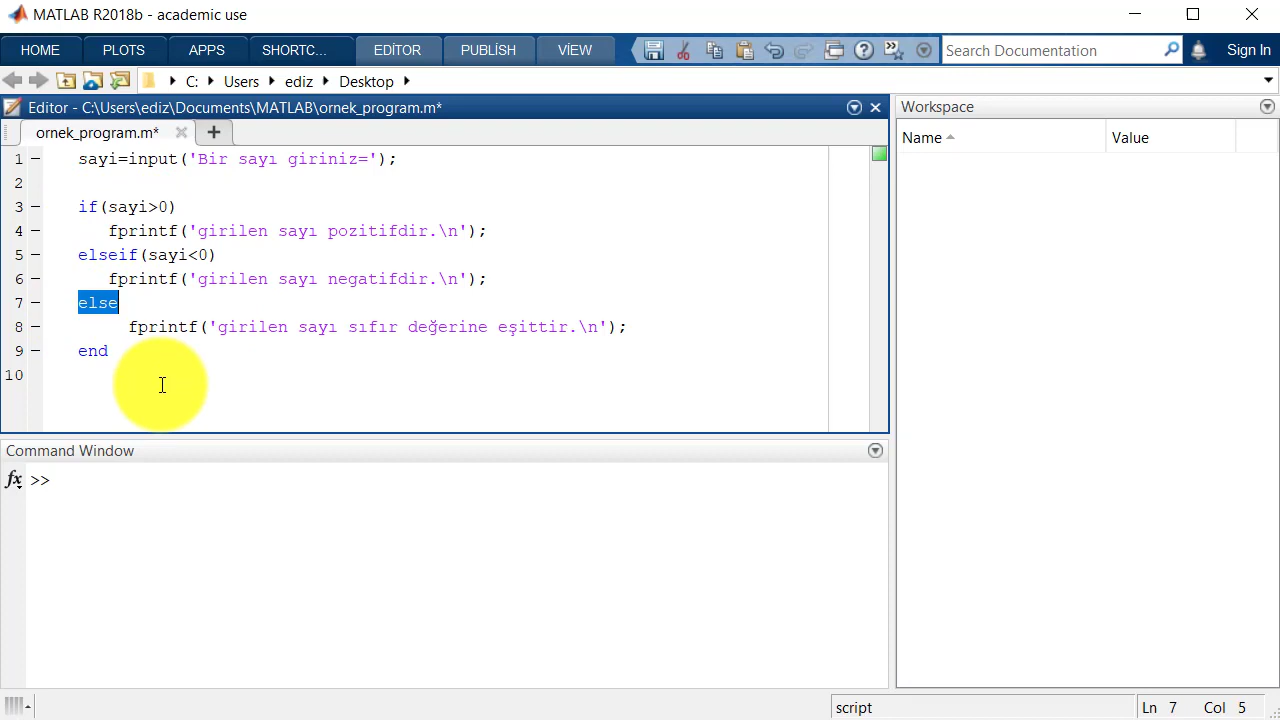 MATLAB R2018b - academic use
HOME PLOTS APPS SHORTC... EDİTOR PUBLİSH VİEW Search Documentation Sign In
C: Users ediz Desktop
Editor - C:\Users\ediz\Documents\MATLAB\ornek_program.m*
Workspace
ornek_program.m*
Name Value
1 sayi=input('Bir sayı giriniz=');
2
3 if(sayi>0)
4 fprintf('girilen sayı pozitifdir.\n');
5 elseif(sayi<0)
6 fprintf('girilen sayı negatifdir.\n');
7 else
8 fprintf('girilen sayı sıfır değerine eşittir.\n');
9 end
10
Command Window
fx >>
script Ln 7 Col 5